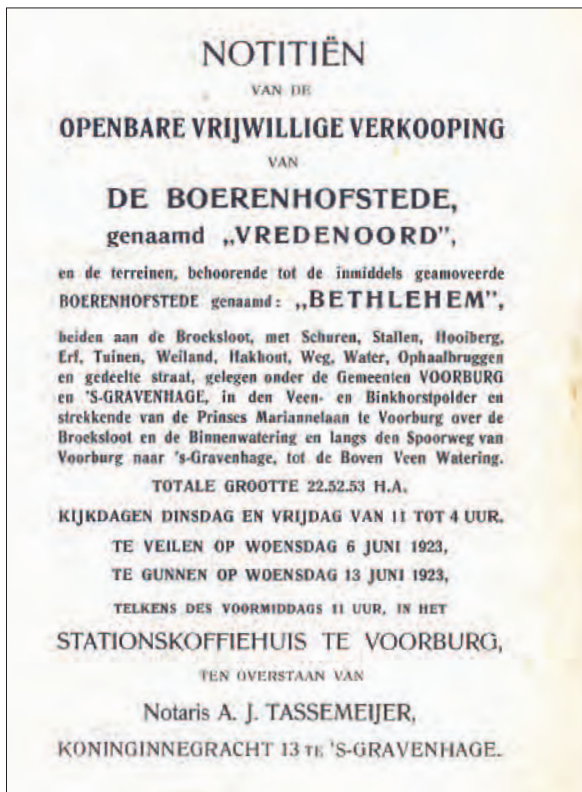 NOTITIËN
VAN DE
OPENBARE VRIJWILLIGE VERKOOPING
VAN
DE BOERENHOFSTEDE,
genaamd „VREDENOORD”,
en de terreinen, behoorende tot de inmiddels geamoveerde
BOERENHOFSTEDE genaamd: „BETHLEHEM”,
beiden aan de Broeksloot, met Schuren, Stallen, Hooiberg,
Erf, Tuinen, Weiland, Hakhout, Weg, Water, Ophaalbruggen
en gedeelte straat, gelegen onder de Gemeenten VOORBURG
en 'S-GRAVENHAGE, in den Veen- en Binkhorstpolder en
strekkende van de Prinses Mariannelaan te Voorburg over de
Broeksloot en de Binnenwatering en langs den Spoorweg van
Voorburg naar 's-Gravenhage, tot de Boven Veen Watering.
TOTALE GROOTTE 22.52.53 H.A.
KIJKDAGEN DINSDAG EN VRIJDAG VAN 11 TOT 4 UUR.
TE VEILEN OP WOENSDAG 6 JUNI 1923,
TE GUNNEN OP WOENSDAG 13 JUNI 1923,
TELKENS DES VOORMIDDAGS 11 UUR, IN HET
STATIONSKOFFIEHUIS TE VOORBURG,
TEN OVERSTAAN VAN
Notaris A. J. TASSEMEIJER,
KONINGINNEGRACHT 13 TE 'S-GRAVENHAGE.